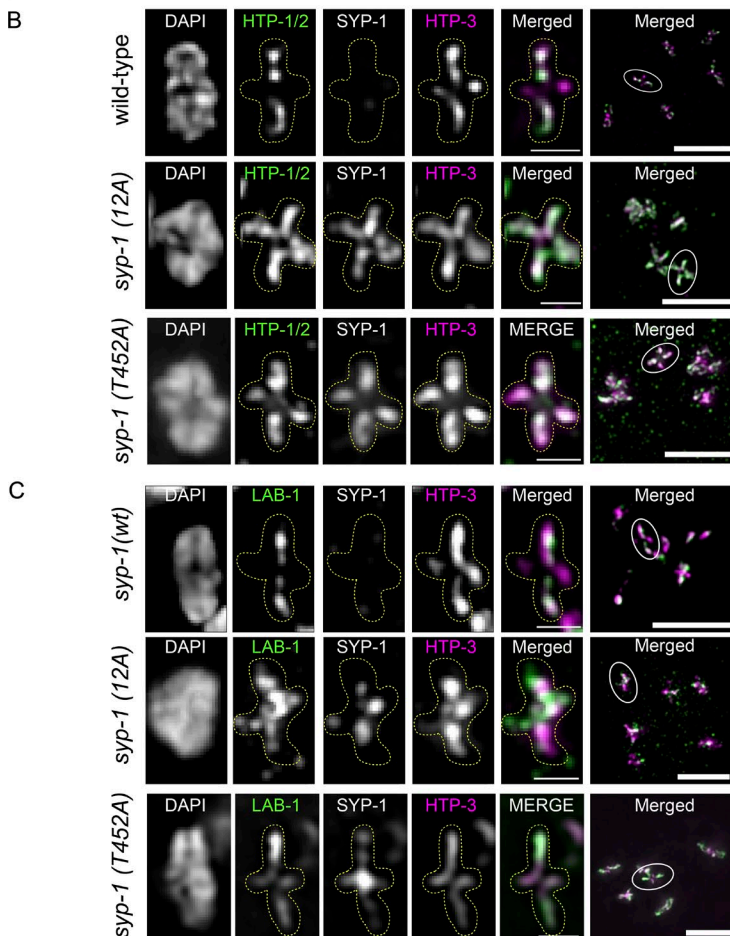 B
wild-type
DAPI HTP-1/2 SYP-1 HTP-3 Merged Merged
syp-1 (12A)
DAPI HTP-1/2 SYP-1 HTP-3 Merged Merged
syp-1 (T452A)
DAPI HTP-1/2 SYP-1 HTP-3 MERGE Merged
C
syp-1(wt)
DAPI LAB-1 SYP-1 HTP-3 Merged Merged
syp-1 (12A)
DAPI LAB-1 SYP-1 HTP-3 Merged Merged
syp-1 (T452A)
DAPI LAB-1 SYP-1 HTP-3 MERGE Merged